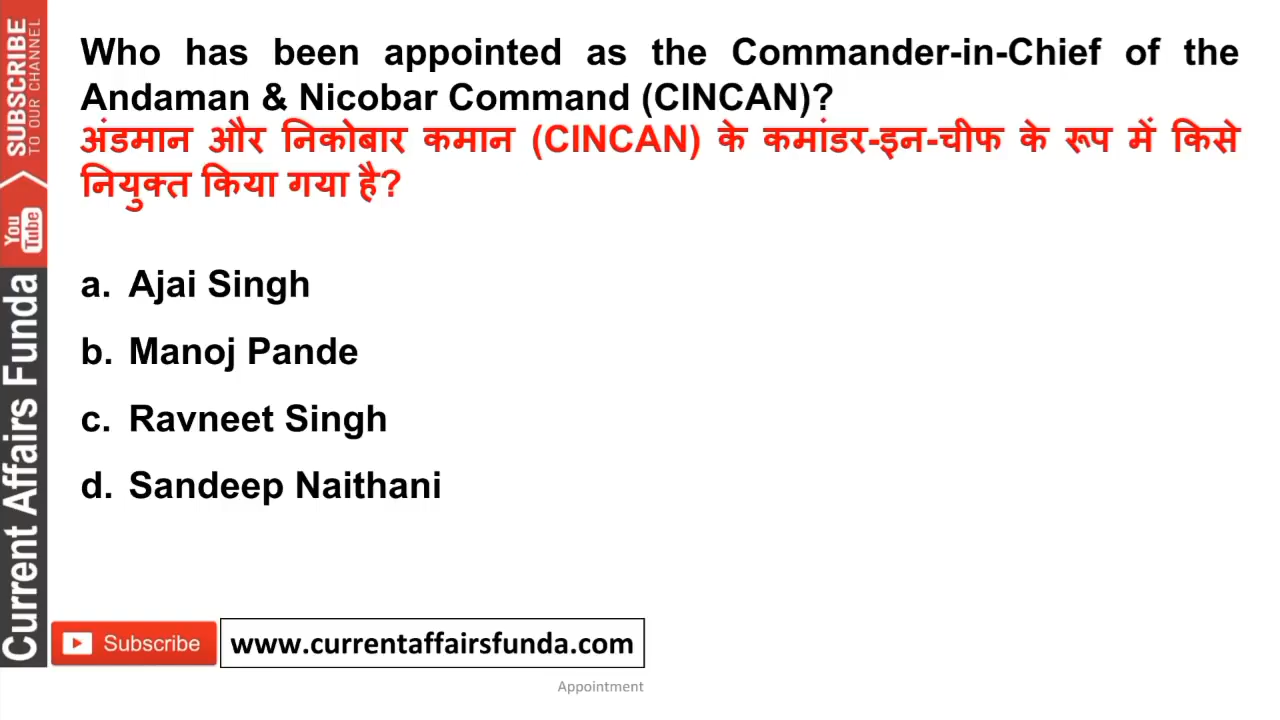 Who has been appointed as the Commander-in-Chief of the
Andaman & Nicobar Command (CINCAN)?
अंडमान और निकोबार कमान (CINCAN) के कमांडर-इन-चीफ के रूप में किसे
नियुक्त किया गया है?
a. Ajai Singh
b. Manoj Pande
c. Ravneet Singh
d. Sandeep Naithani
SUBSCRIBE
TO OUR CHANNEL
You
Tube
Current Affairs Funda
Subscribe
www.currentaffairsfunda.com
Appointment